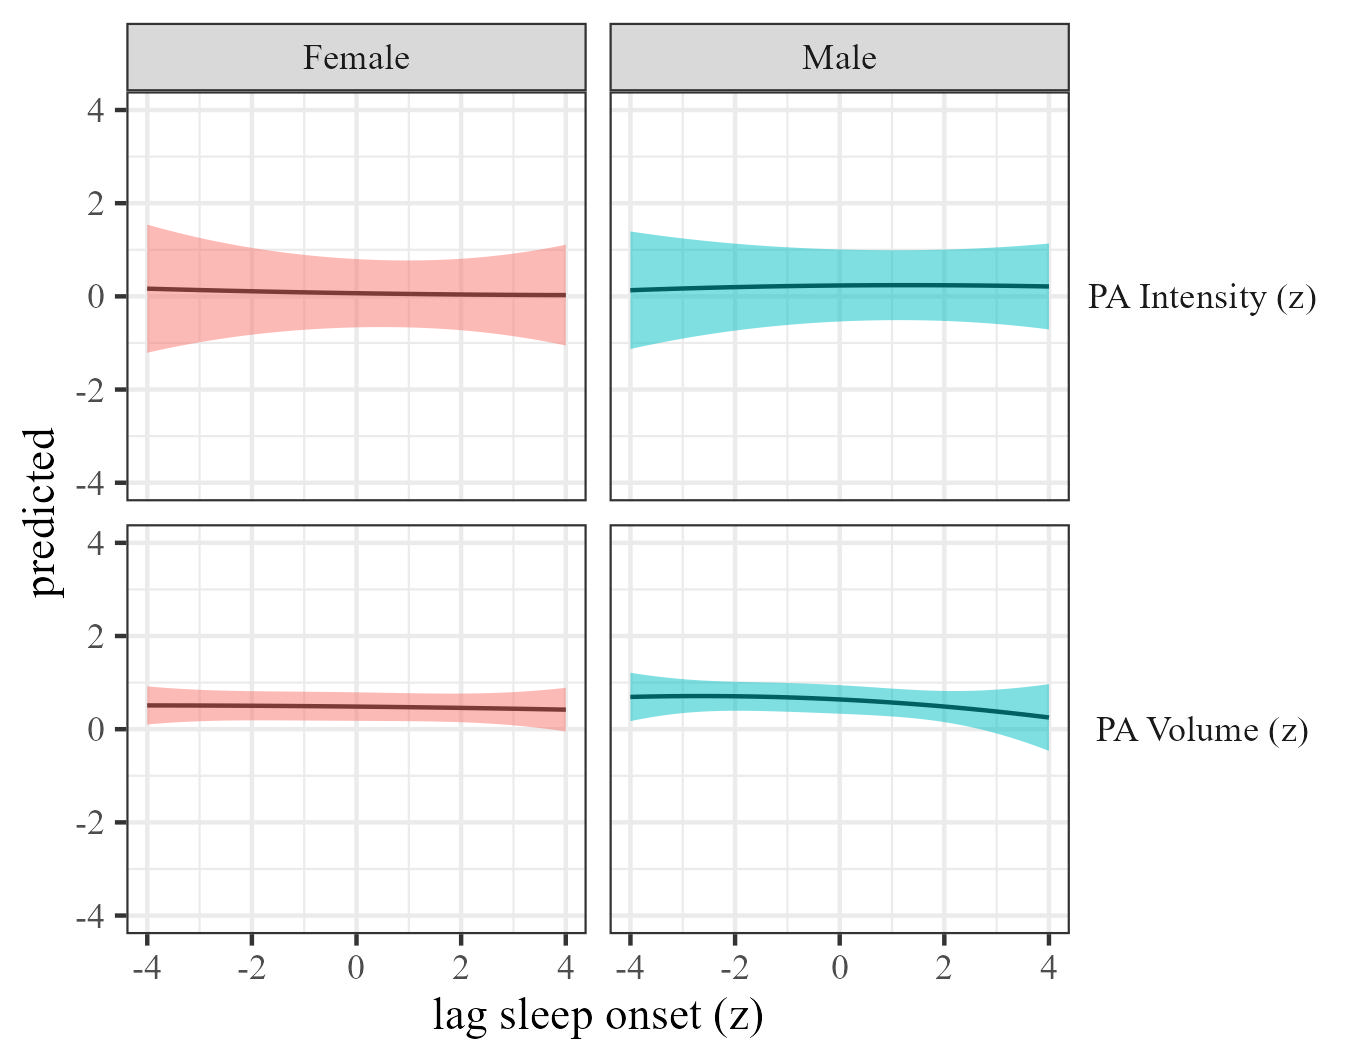 Female
Male
4
2
0
-2
-4
PA Intensity (z)
predicted
4
2
0
-2
-4
PA Volume (z)
-4 -2 0 2 4 -4 -2 0 2 4
lag sleep onset (z)